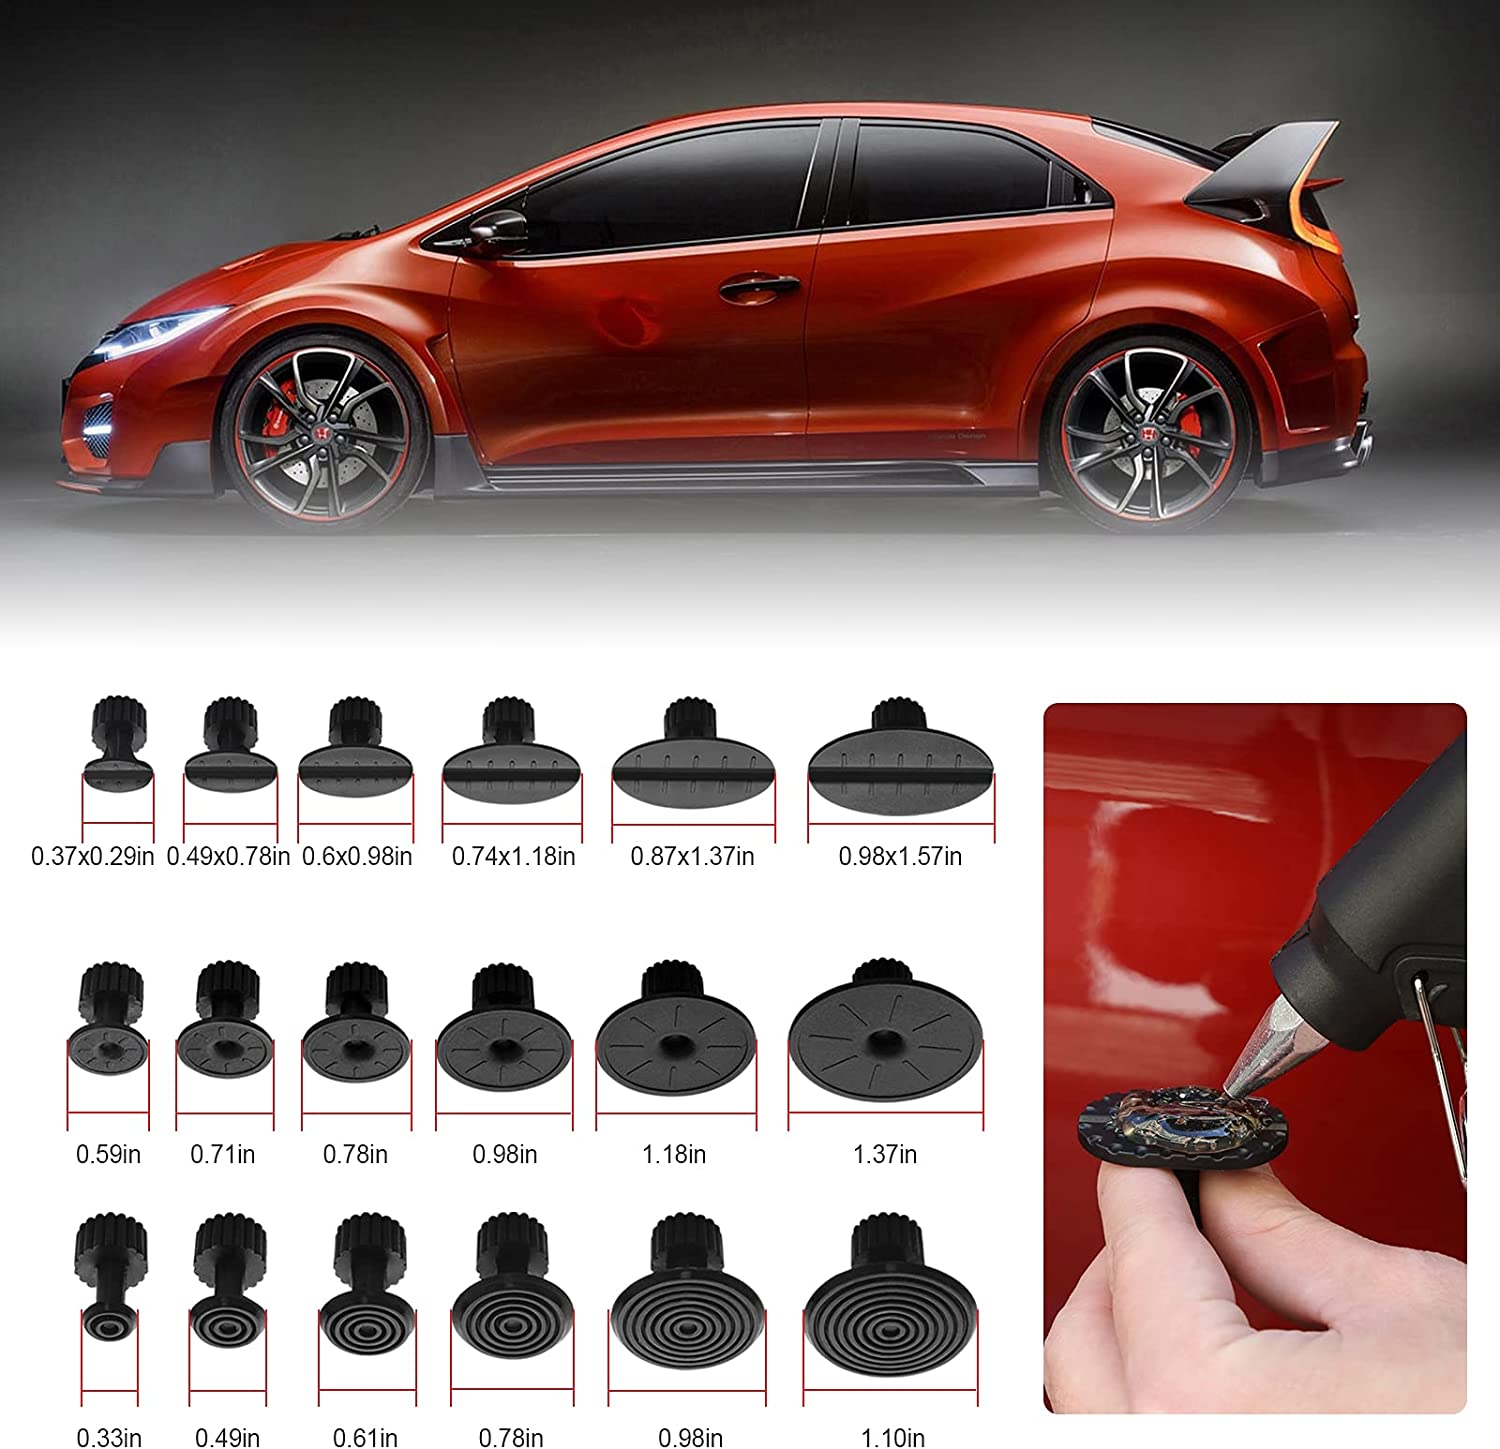 Honda Design
0.37x0.29in 0.49x0.78in 0.6x0.98in 0.74x1.18in 0.87x1.37in 0.98x1.57in
0.59in 0.71in 0.78in 0.98in 1.18in 1.37in
0.33in 0.49in 0.61in 0.78in 0.98in 1.10in